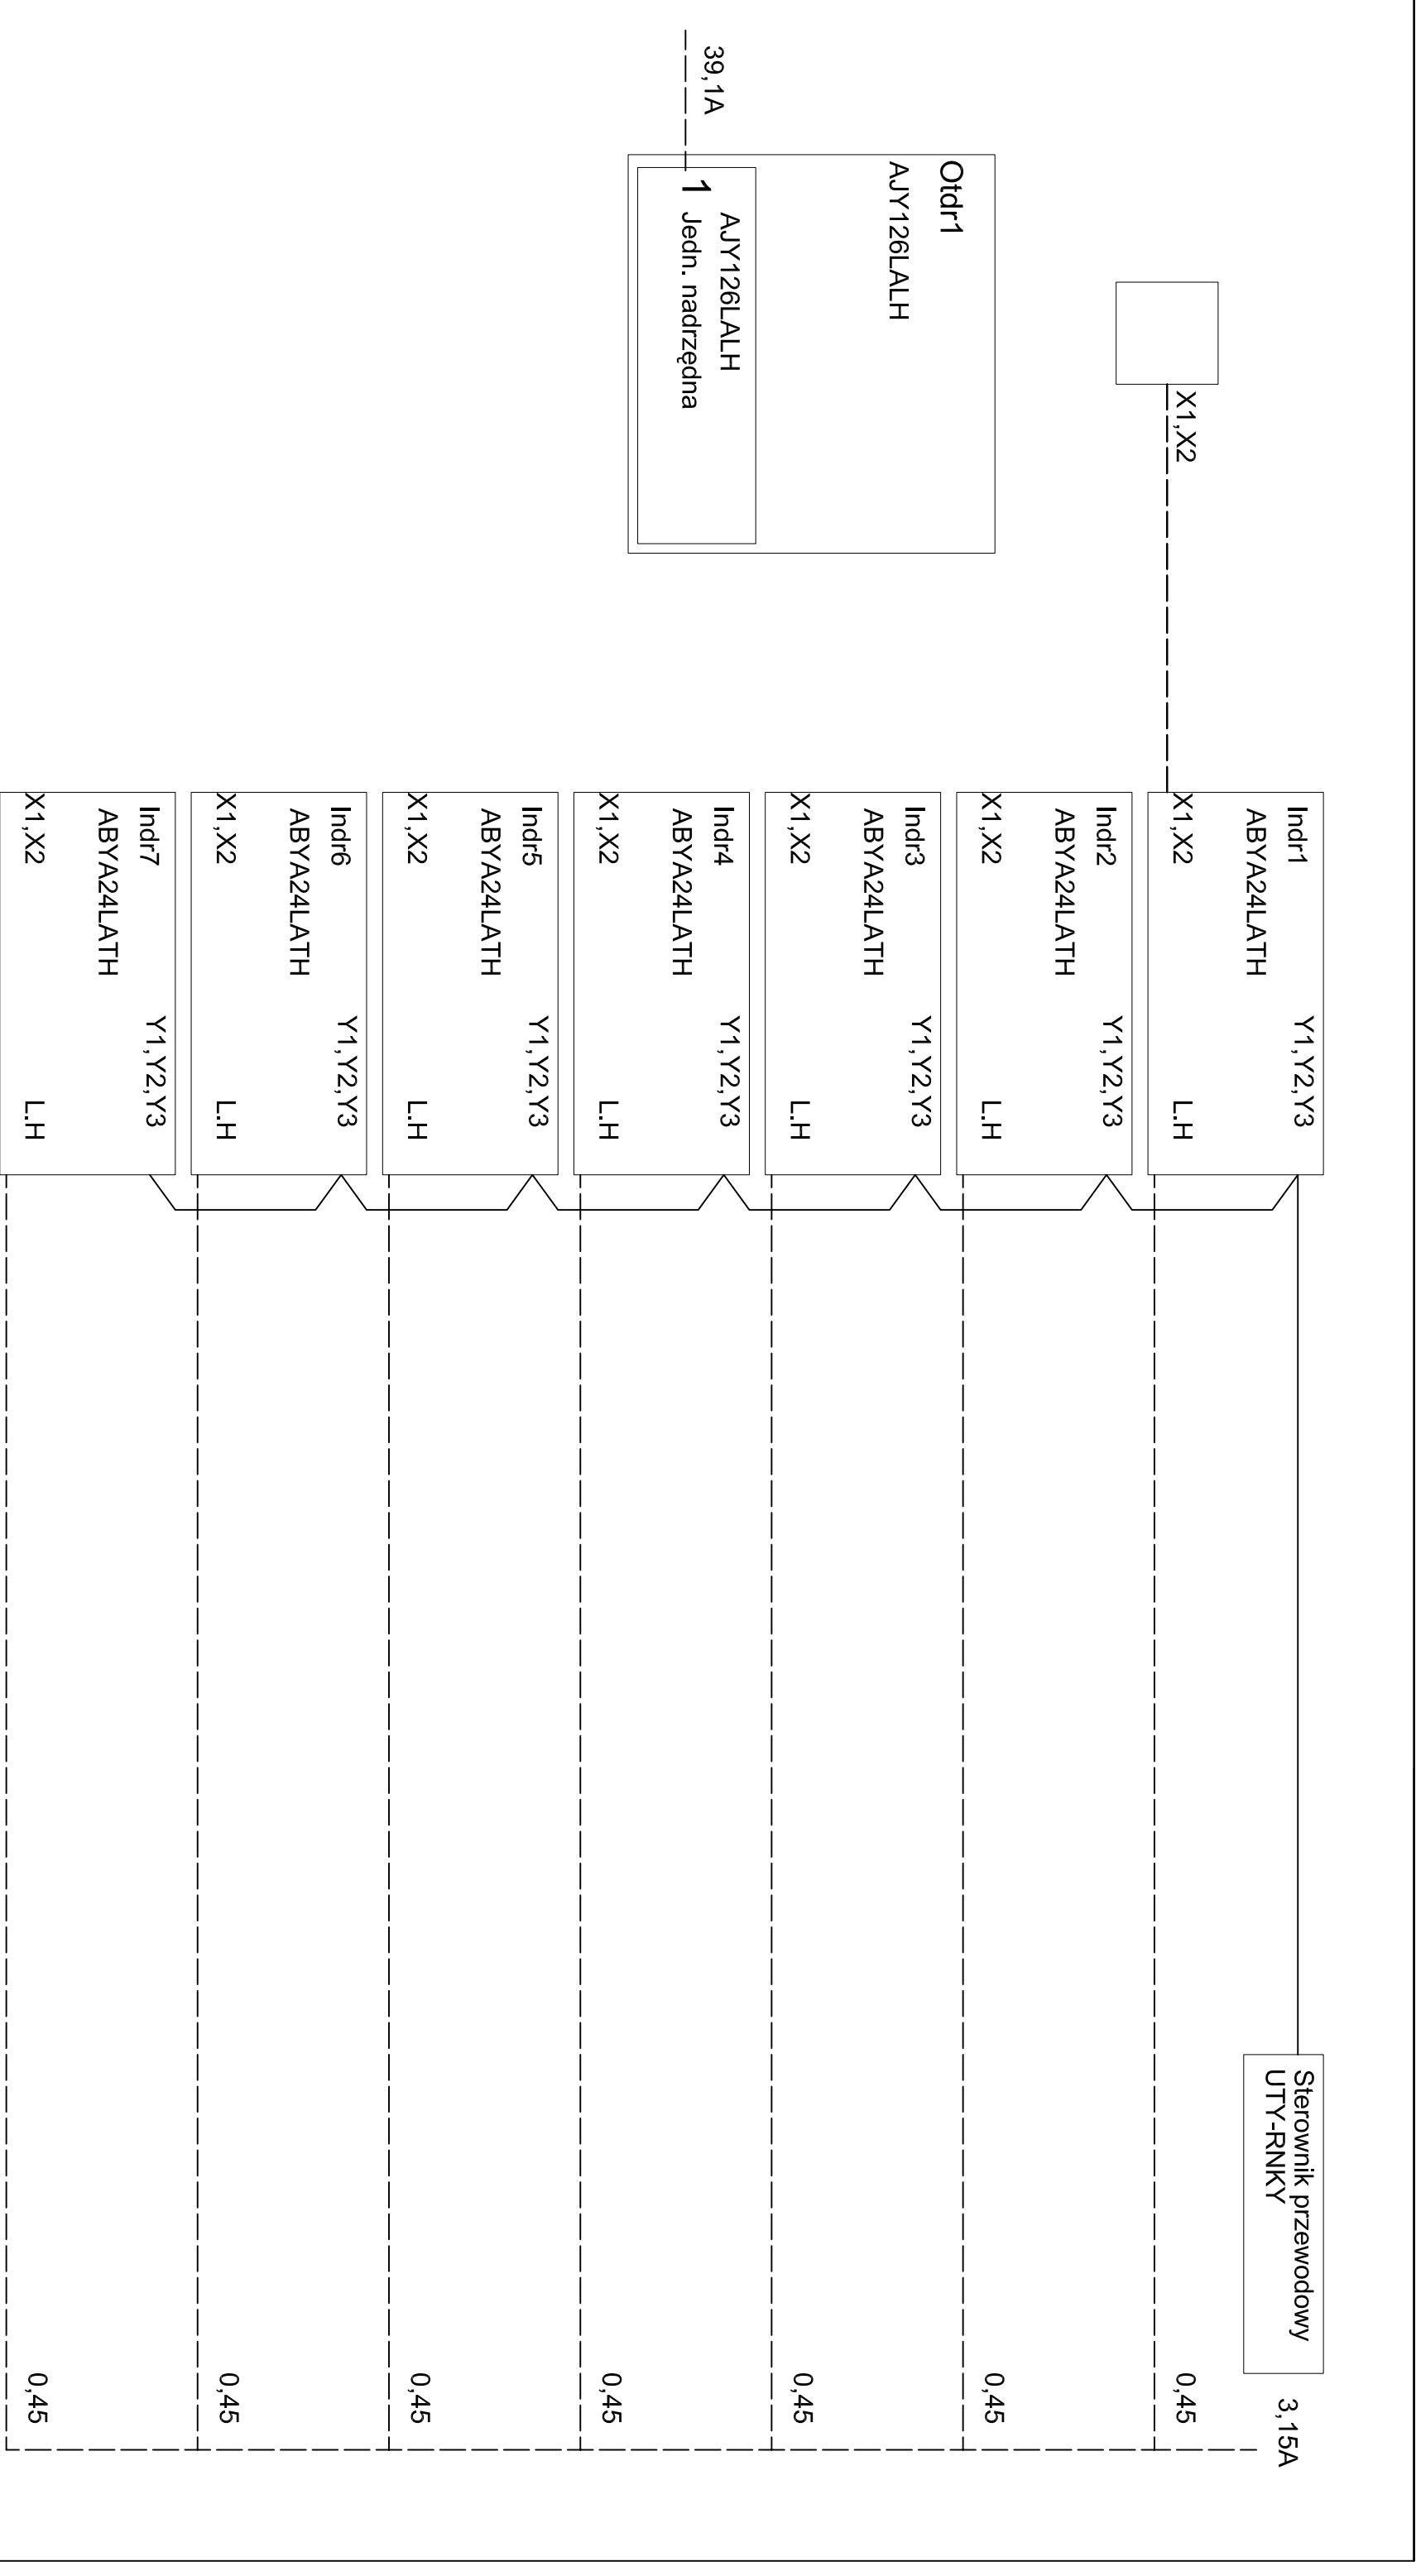 X1,X2
Otdr1
AJY126LALH
AJY126LALH
1 Jedn. nadrzędna
39,1A
Indr1 Y1,Y2,Y3
ABYA24LATH
X1,X2 L.H
Indr2 Y1,Y2,Y3
ABYA24LATH
X1,X2 L.H
Indr3 Y1,Y2,Y3
ABYA24LATH
X1,X2 L.H
Indr4 Y1,Y2,Y3
ABYA24LATH
X1,X2 L.H
Indr5 Y1,Y2,Y3
ABYA24LATH
X1,X2 L.H
Indr6 Y1,Y2,Y3
ABYA24LATH
X1,X2 L.H
Indr7 Y1,Y2,Y3
ABYA24LATH
X1,X2 L.H
Sterownik przewodowy
UTY-RNKY
3,15A
0,45
0,45
0,45
0,45
0,45
0,45
0,45